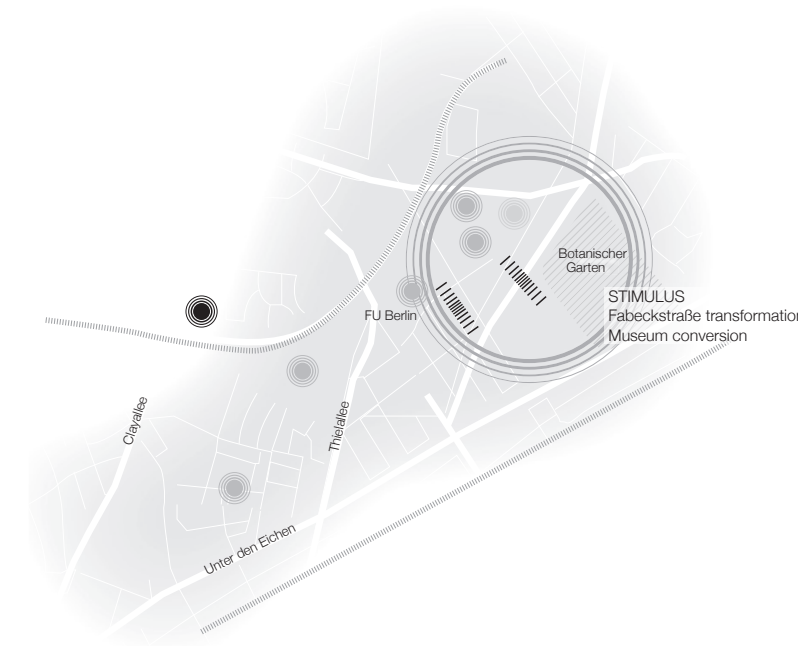 Botanischer
Garten
STIMULUS
Fabeckstraße transformation
Museum conversion
FU Berlin
Clayallee
Thielallee
Unter den Eichen